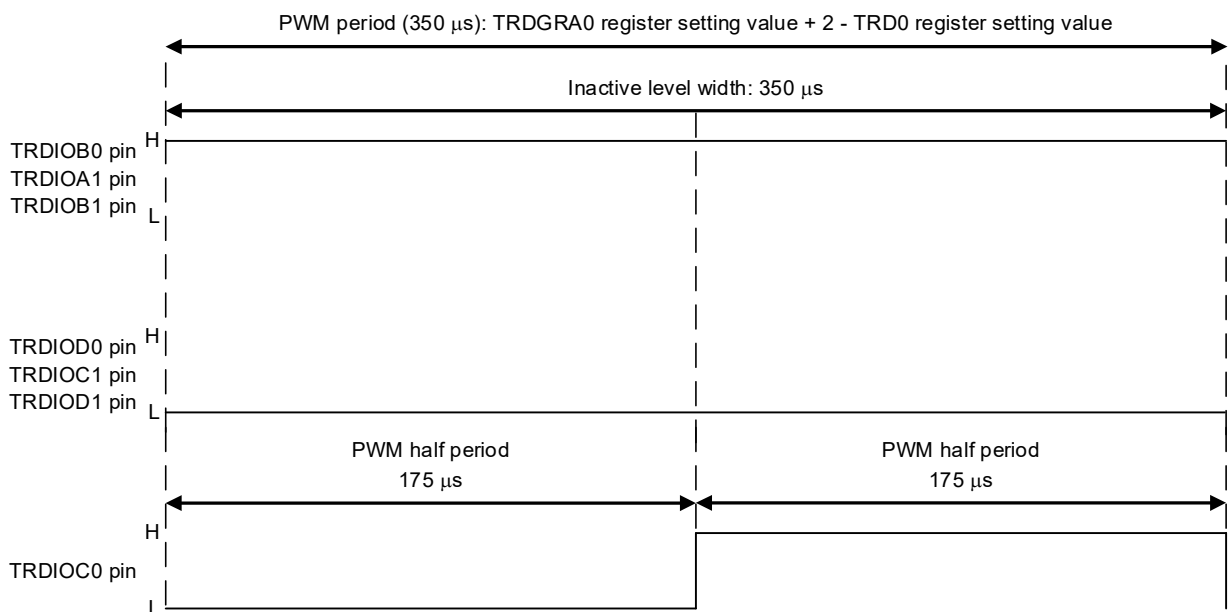 PWM period (350 μs): TRDGRA0 register setting value + 2 - TRD0 register setting value
Inactive level width: 350 μs
H
TRDIOB0 pin
TRDIOA1 pin
TRDIOB1 pin
L
H
TRDIOD0 pin
TRDIOC1 pin
TRDIOD1 pin
L
PWM half period
175 μs
PWM half period
175 μs
H
TRDIOC0 pin
L